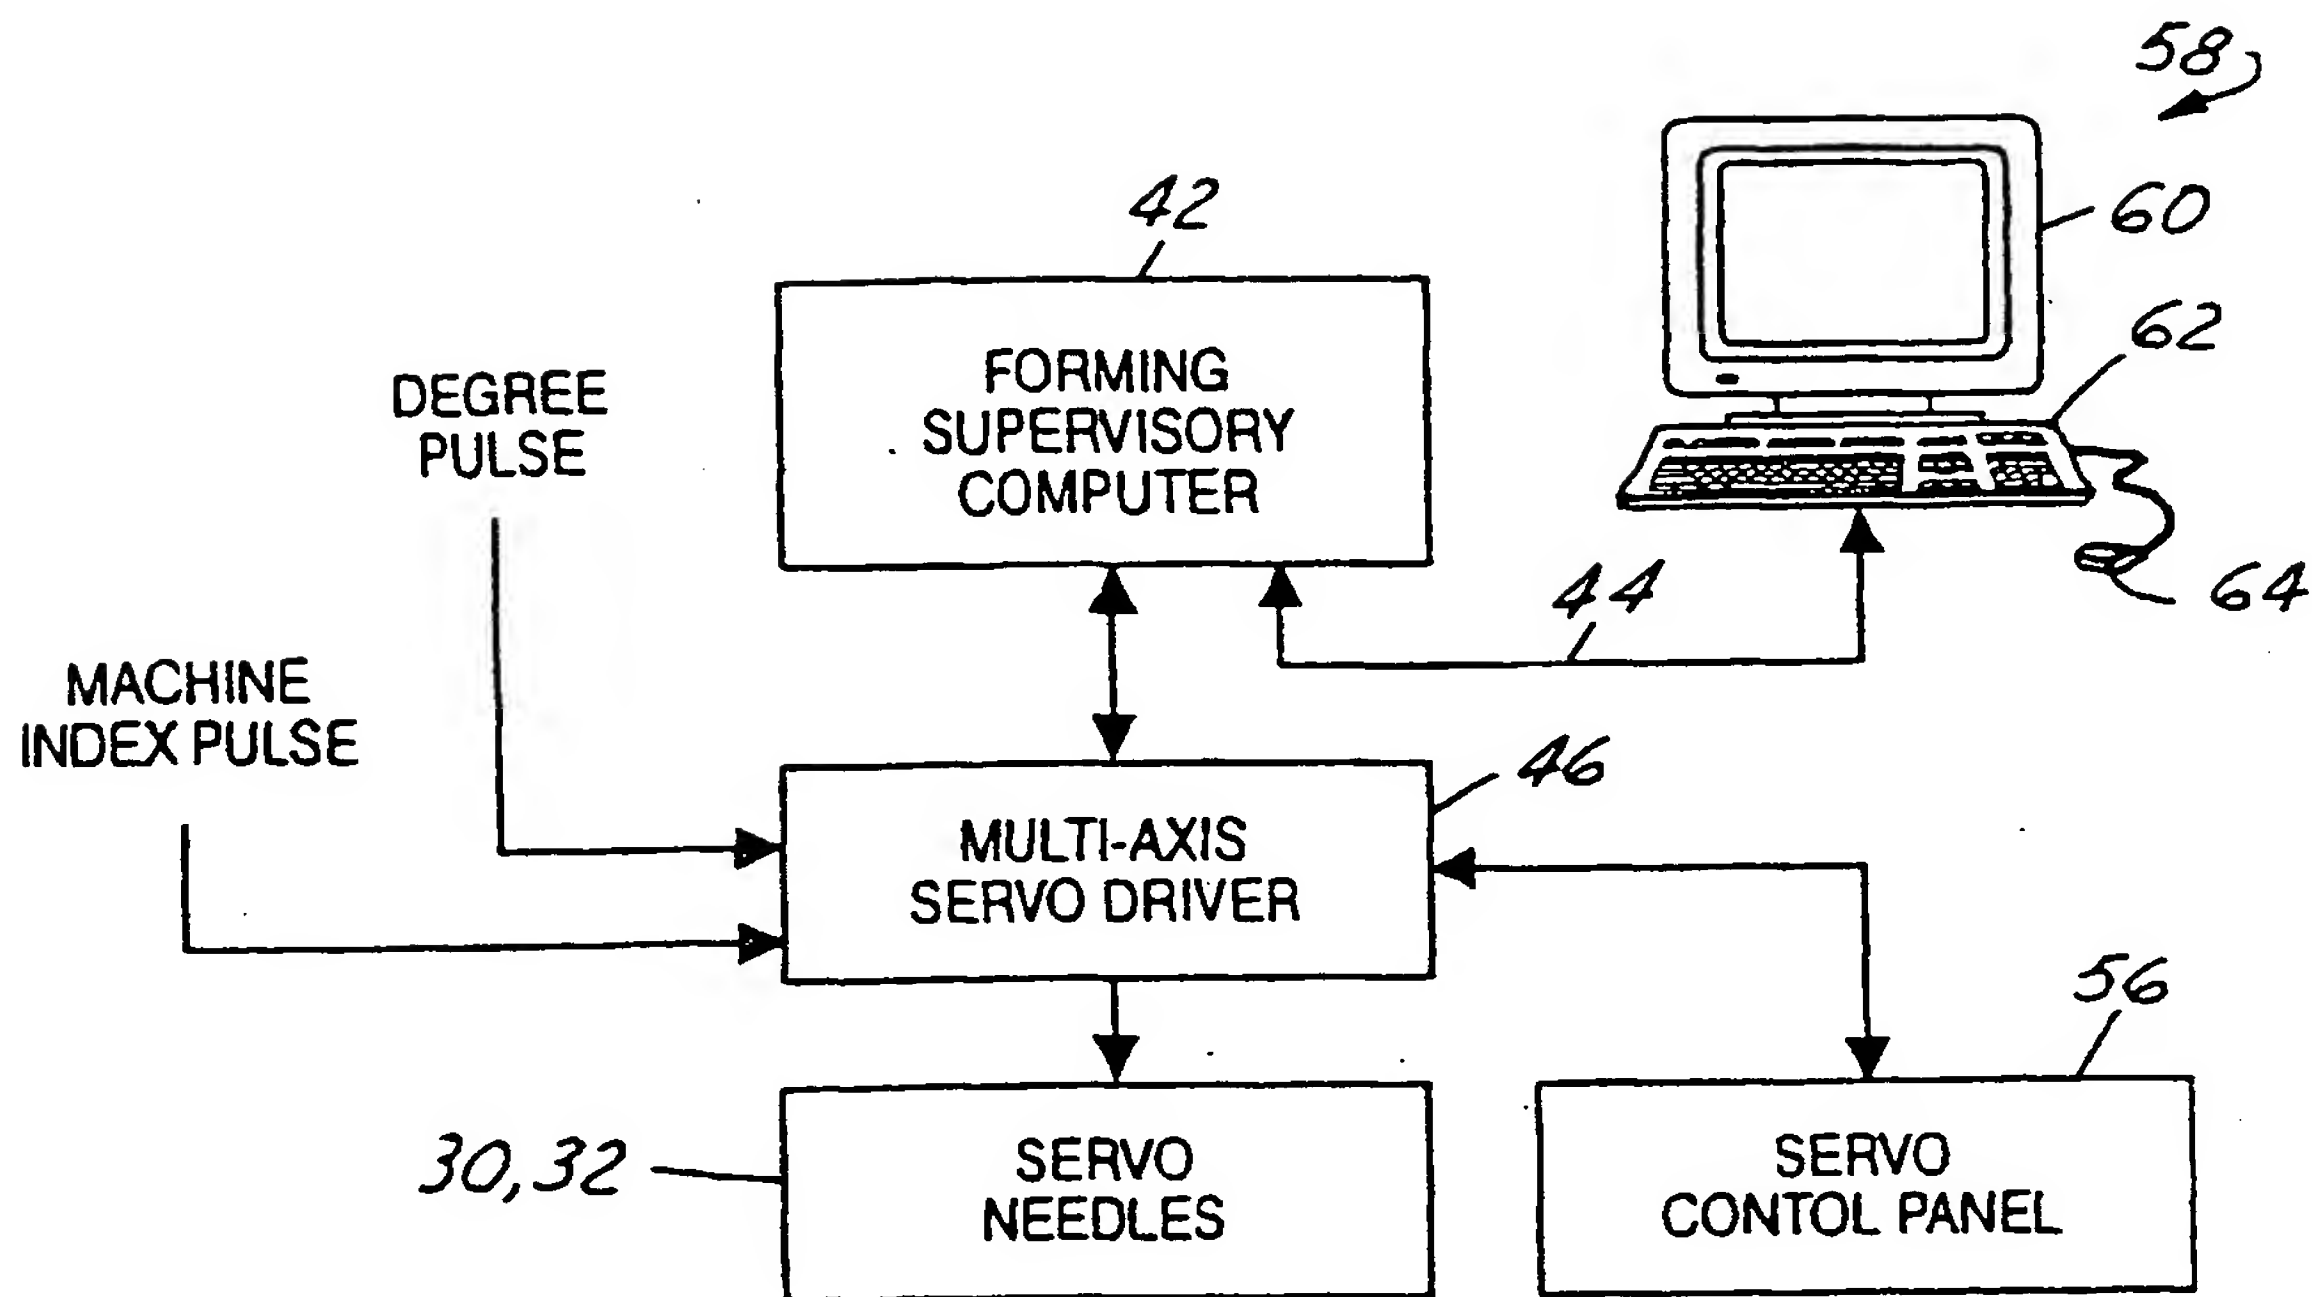 58
42
60
FORMING
SUPERVISORY
COMPUTER
62
DEGREE
PULSE
44
64
MACHINE
INDEX PULSE
46
MULTI-AXIS
SERVO DRIVER
56
30,32
SERVO
NEEDLES
SERVO
CONTOL PANEL